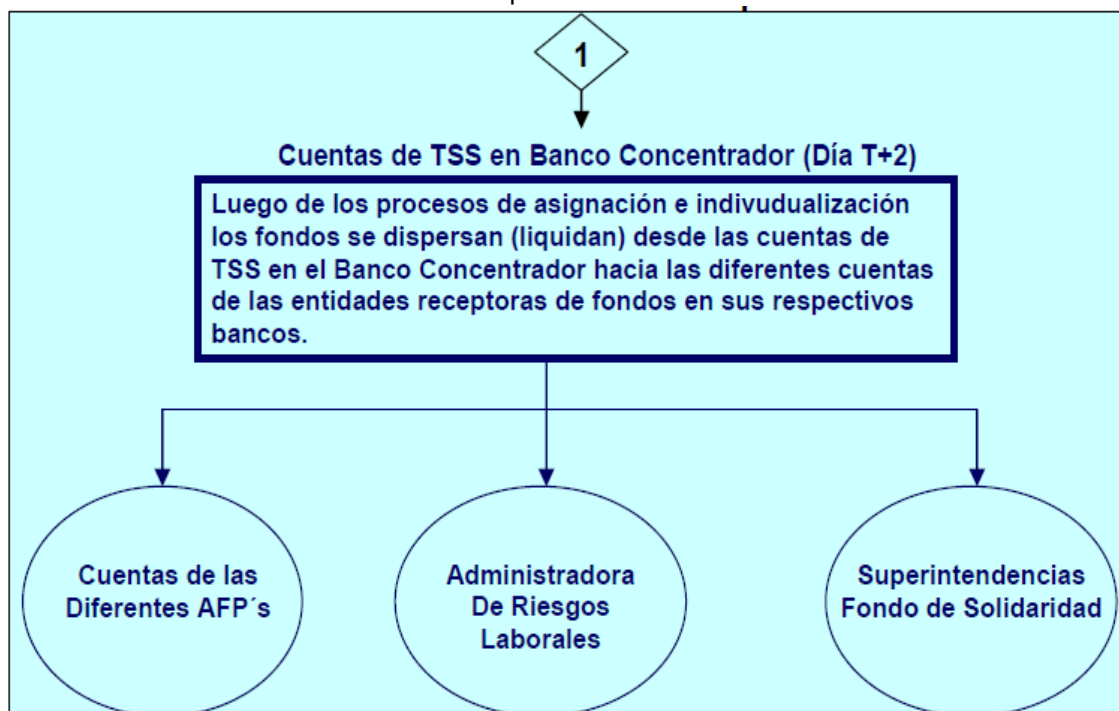 1
Cuentas de TSS en Banco Concentrador (Día T+2)
Luego de los procesos de asignación e indivudualización
los fondos se dispersan (liquidan) desde las cuentas de
TSS en el Banco Concentrador hacia las diferentes cuentas
de las entidades receptoras de fondos en sus respectivos
bancos.
Cuentas de las
Diferentes AFP´s
Administradora
De Riesgos
Laborales
Superintendencias
Fondo de Solidaridad